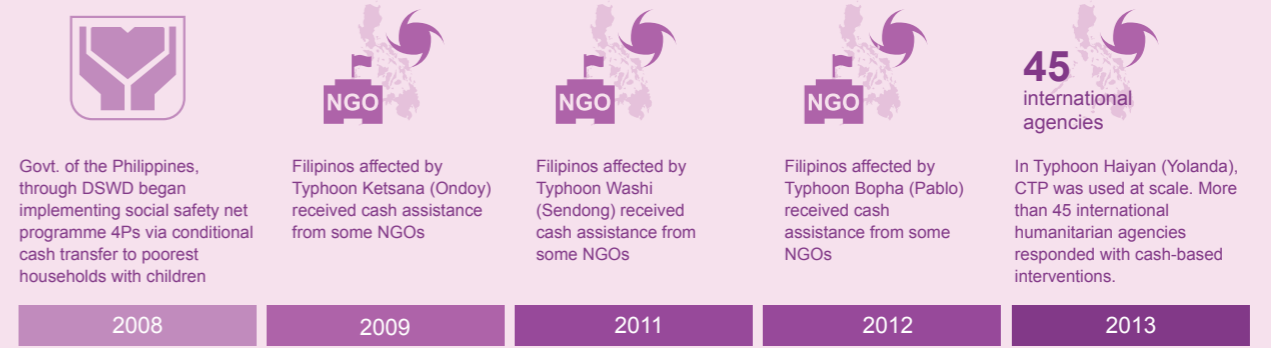 Govt. of the Philippines,
through DSWD began
implementing social safety net
programme 4Ps via conditional
cash transfer to poorest
households with children
2008
NGO
Filipinos affected by
Typhoon Ketsana (Ondoy)
received cash assistance
from some NGOs
2009
NGO
Filipinos affected by
Typhoon Washi
(Sendong) received
cash assistance from
some NGOs
2011
NGO
Filipinos affected by
Typhoon Bopha (Pablo)
received cash
assistance from some
NGOs
2012
45
international
agencies
In Typhoon Haiyan (Yolanda),
CTP was used at scale. More
than 45 international
humanitarian agencies
responded with cash-based
interventions.
2013